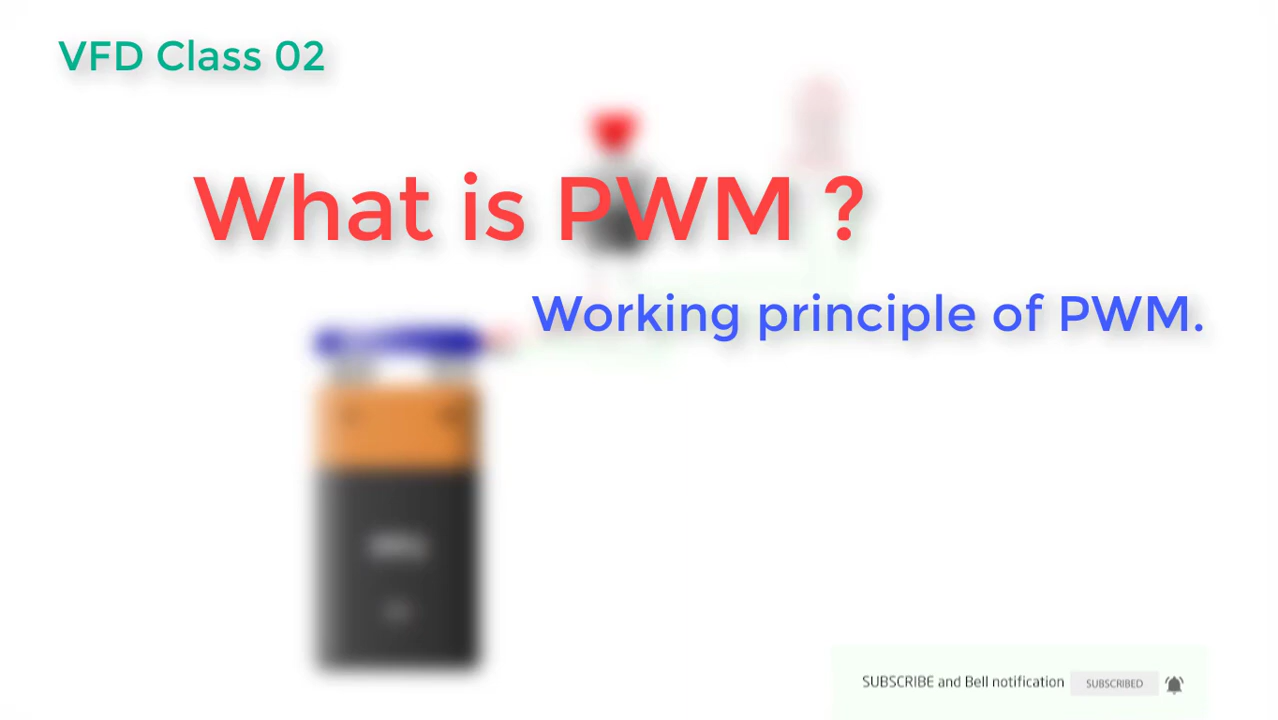 VFD Class 02
What is PWM ?
Working principle of PWM.
SUBSCRIBE and Bell notification SUBSCRIBED